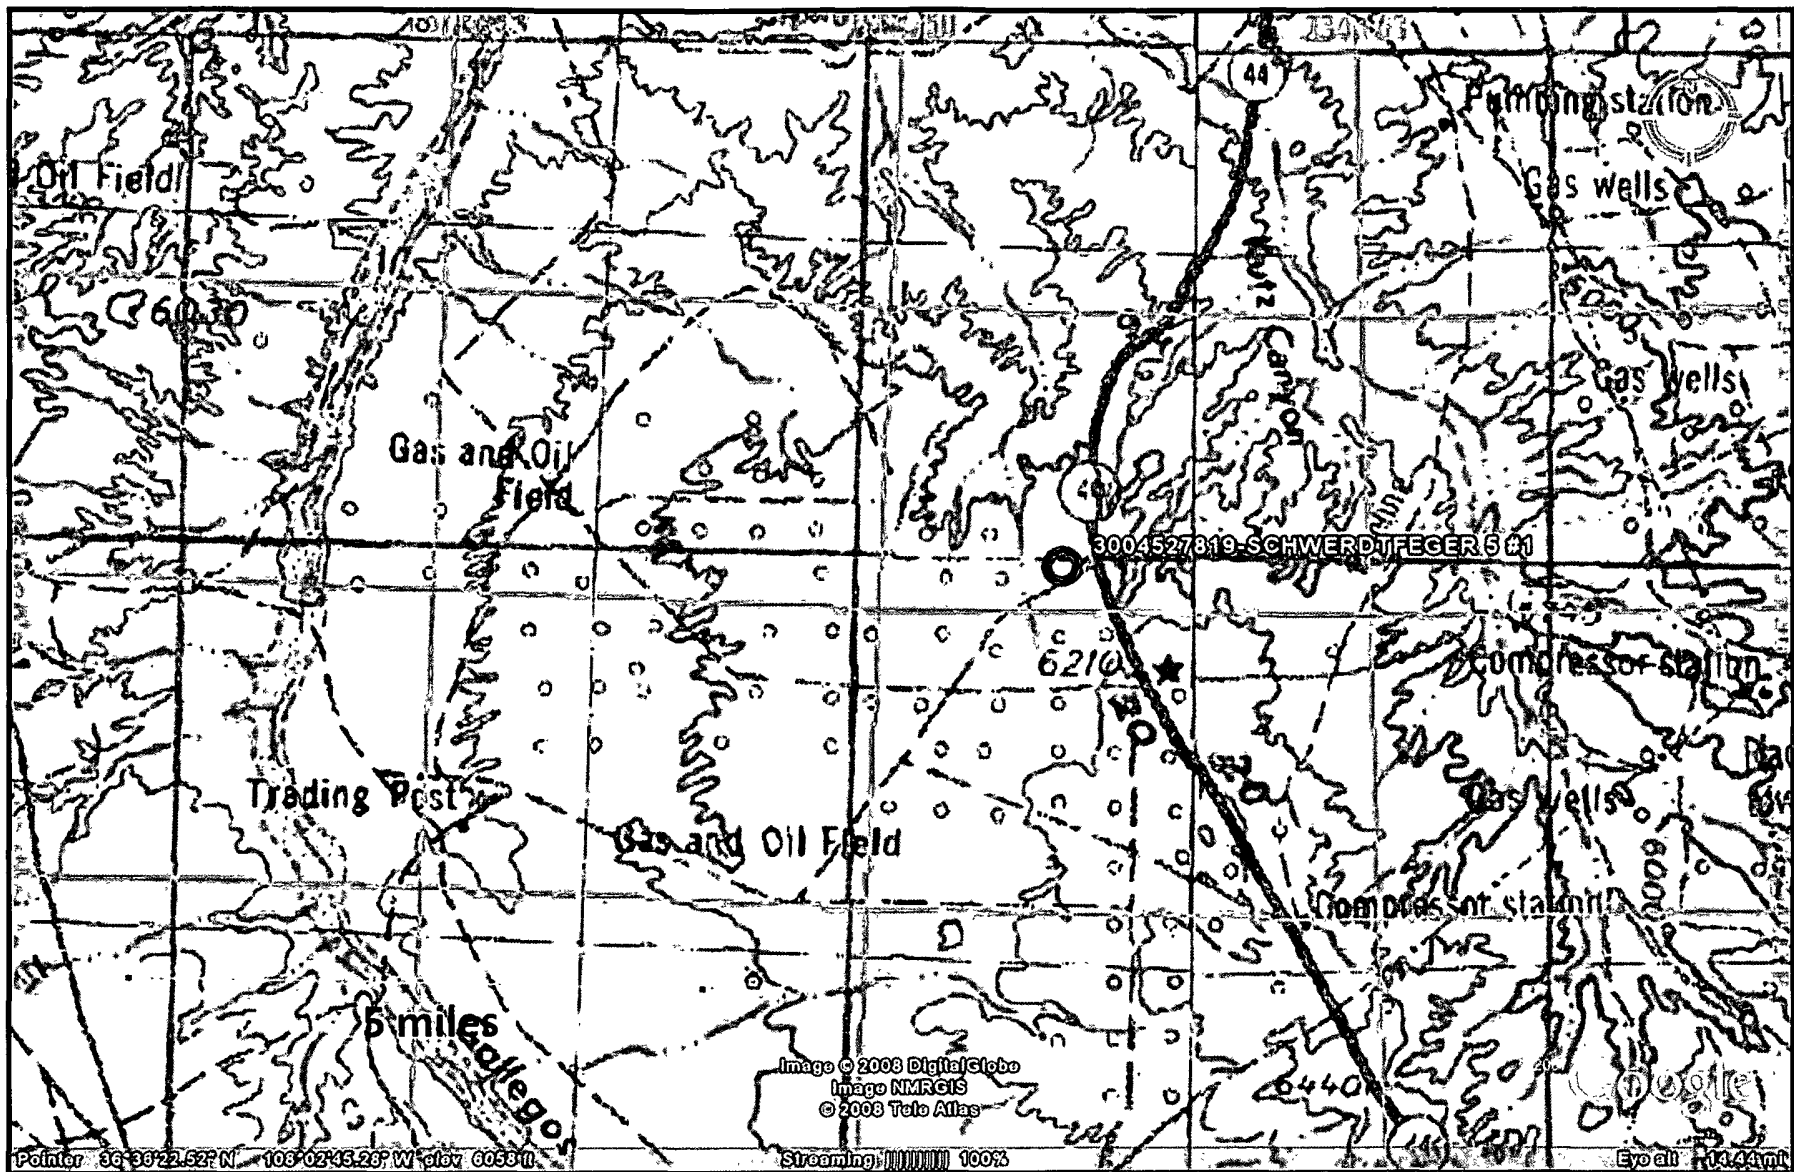 44
Pumping station
Oil Field
Gas wells
Kutz
6030
Canyon
Gas wells
Gas and Oil
Field
3004527819-SCHWERDTFEGER 5 #1
6210
Compressor station
Trading Post
Gas wells
Gas and Oil Field
6000
Compressor station
5 miles
Gallegos
Image © 2008 DigitalGlobe
Image NMRGIS
© 2008 Tele Atlas
6440
Google
Pointer 36°36'22.52" N 108°02'45.28" W elev 6058 ft
Streaming |||||||||| 100%
Eye alt 14.44 mi